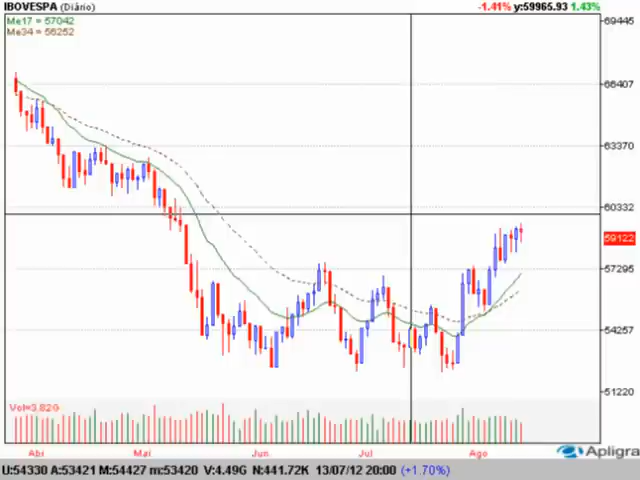 IBOVESPA (Diário) -1.41% y:59965.93 1.43%
Me17 = 57042
Me34 = 56252
69445
66407
63370
60332
59122
57295
54257
51220
Vol=3.82G
Abr Mai Jun Jul Ago
Apligra
U:54330 A:53421 M:54427 m:53420 V:4.49G N:441.72K 13/07/12 20:00 (+1.70%)